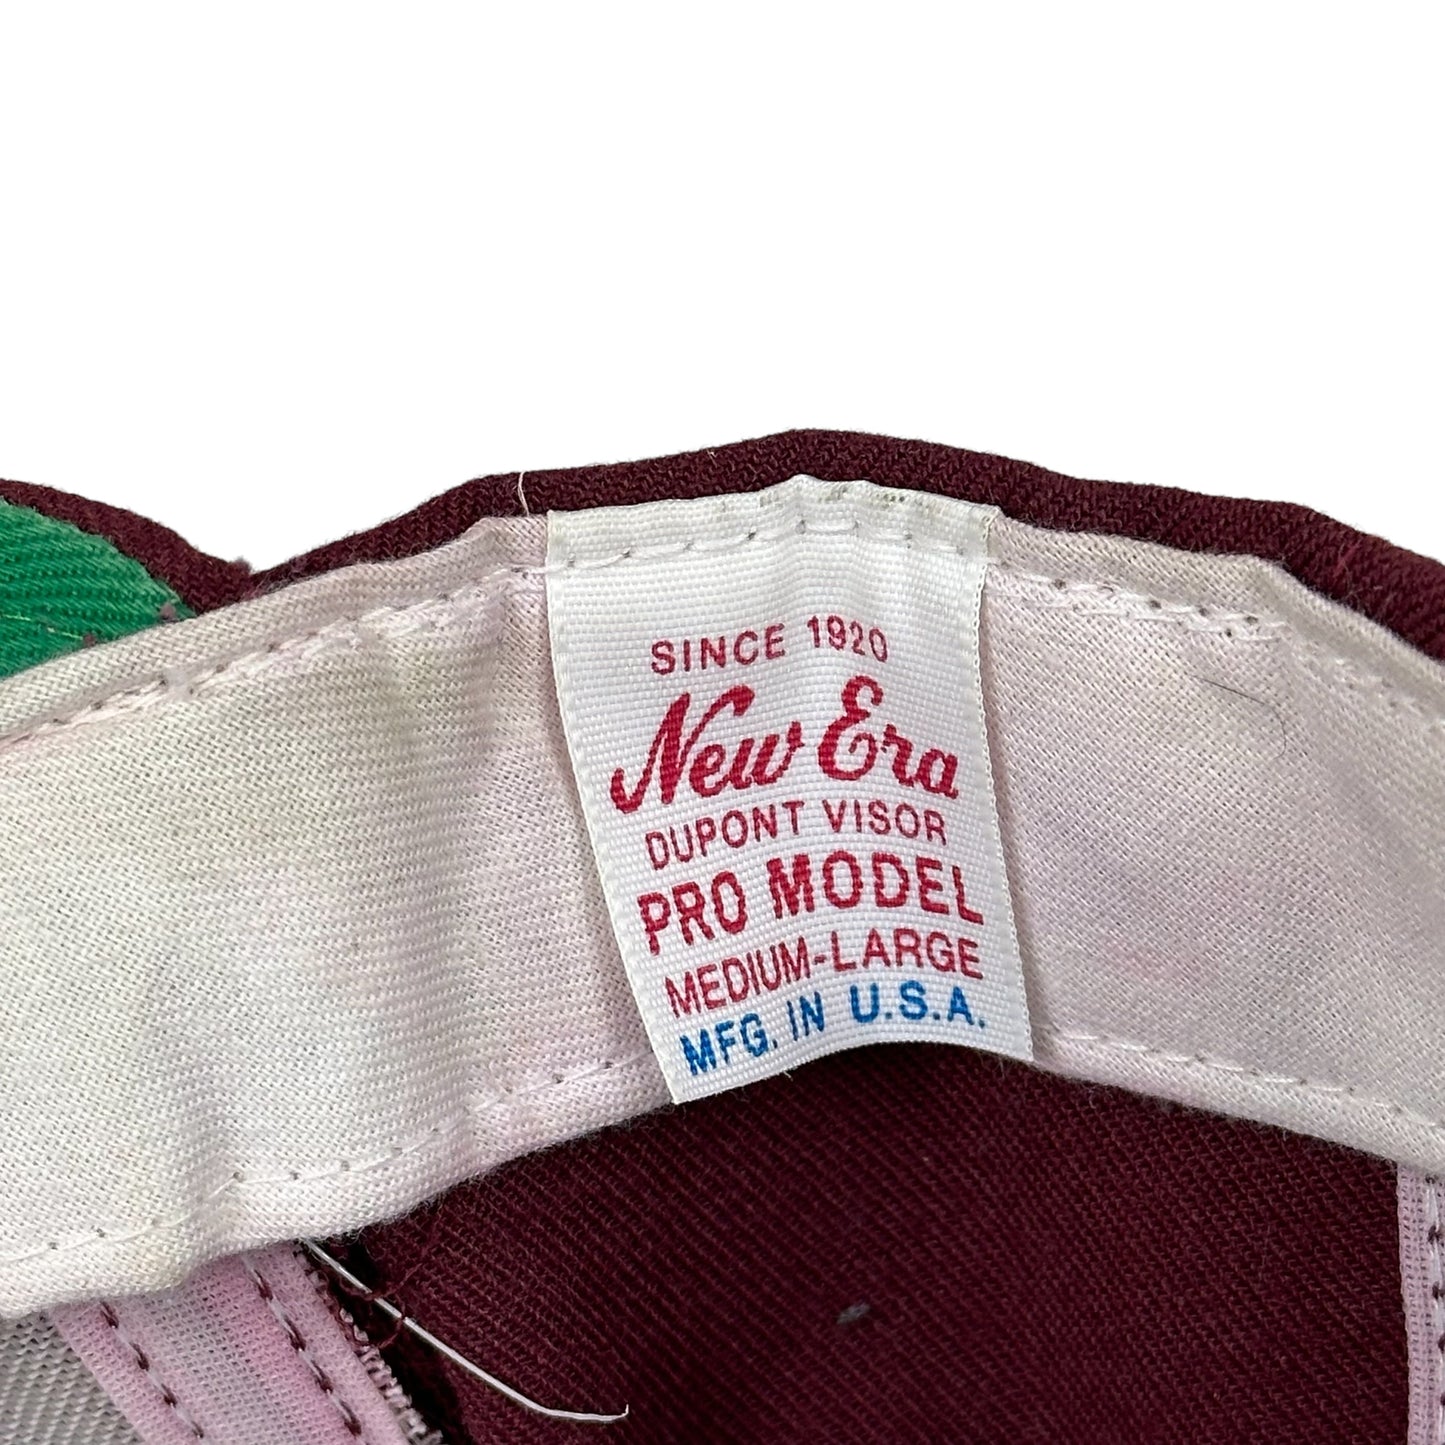 SINCE 1920
New Era
DUPONT VISOR
PRO MODEL
MEDIUM-LARGE
MFG. IN U.S.A.